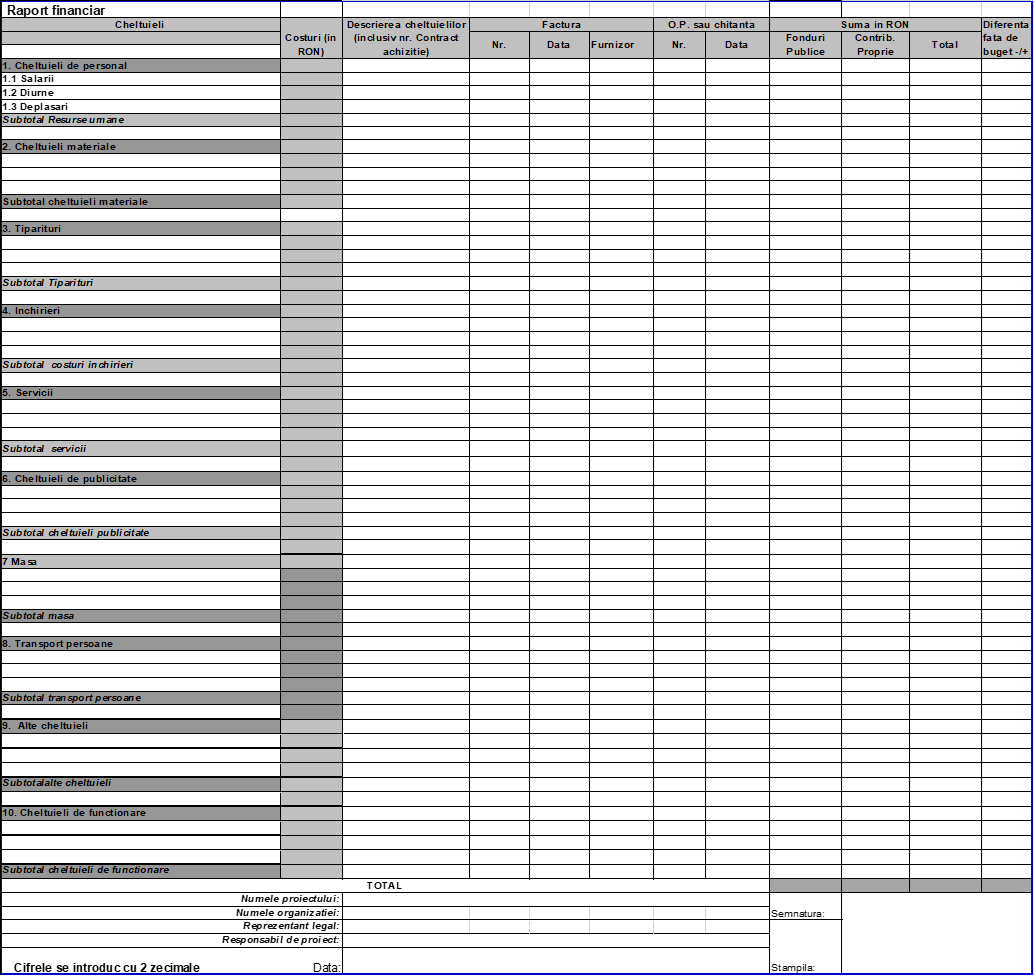 Raport financiar
Cheltuieli
Costuri (in RON)
Descrierea cheltuielilor (inclusiv nr. Contract achizitie)
Factura
O.P. sau chitanta
Suma in RON
Diferenta fata de buget -/+
Nr.
Data
Furnizor
Nr.
Data
Fonduri Publice
Contrib. Proprie
Total
1. Cheltuieli de personal
1.1 Salarii
1.2 Diurne
1.3 Deplasari
Subtotal Resurse umane
2. Cheltuieli materiale
Subtotal cheltuieli materiale
3. Tiparituri
Subtotal Tiparituri
4. Inchirieri
Subtotal costuri inchirieri
5. Servicii
Subtotal servicii
6. Cheltuieli de publicitate
Subtotal cheltuieli publicitate
7 Masa
Subtotal masa
8. Transport persoane
Subtotal transport persoane
9. Alte cheltuieli
Subtotalalte cheltuieli
10. Cheltuieli de functionare
Subtotal cheltuieli de functionare
TOTAL
Numele proiectului:
Numele organizatiei:
Semnatura:
Reprezentant legal:
Responsabil de proiect:
Cifrele se introduc cu 2 zecimale
Data:
Stampila: